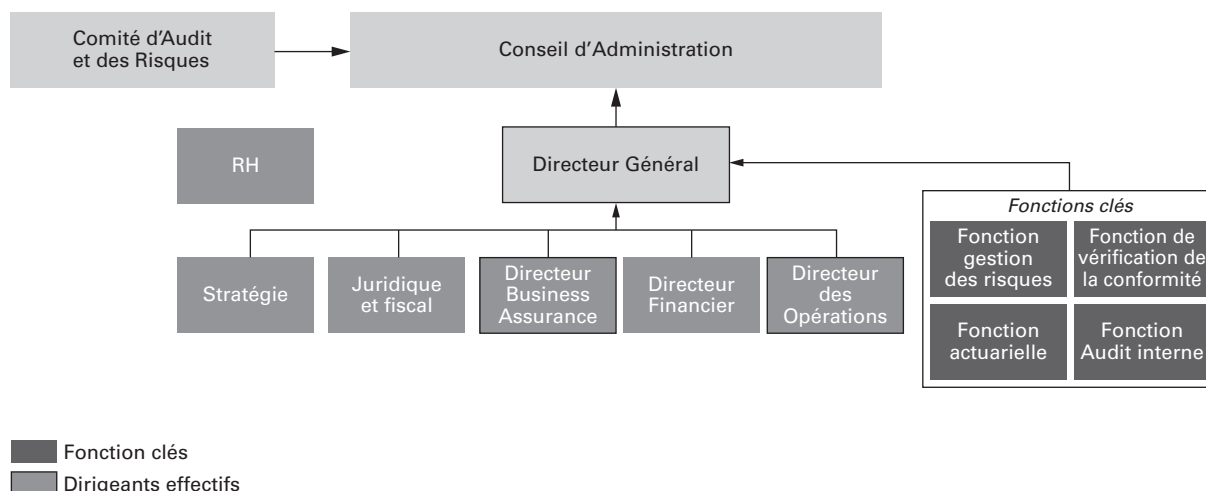 Comité d'Audit
et des Risques
Conseil d'Administration
RH
Directeur Général
Fonctions clés
Fonction
gestion
des risques
Fonction de
vérification de
la conformité
Stratégie
Juridique
et fiscal
Directeur
Business
Assurance
Directeur
Financier
Directeur
des
Opérations
Fonction
actuarielle
Fonction
Audit interne
Fonction clés
Dirigeants effectifs